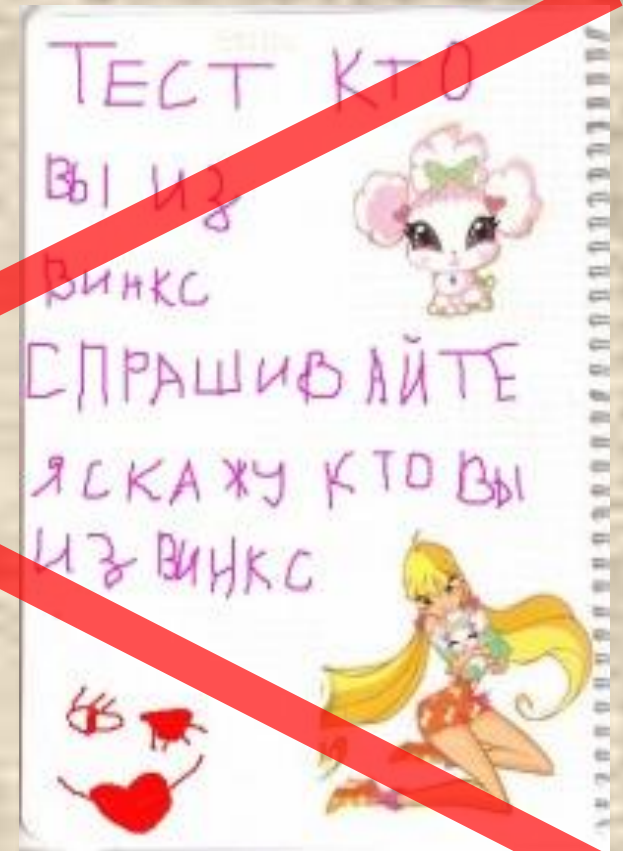 ТЕСТ КТО
ВЫ ИЗ
ВИНКС
СПРАШИВАЙТЕ
Я СКАЖУ КТО ВЫ
ИЗ ВИНКС